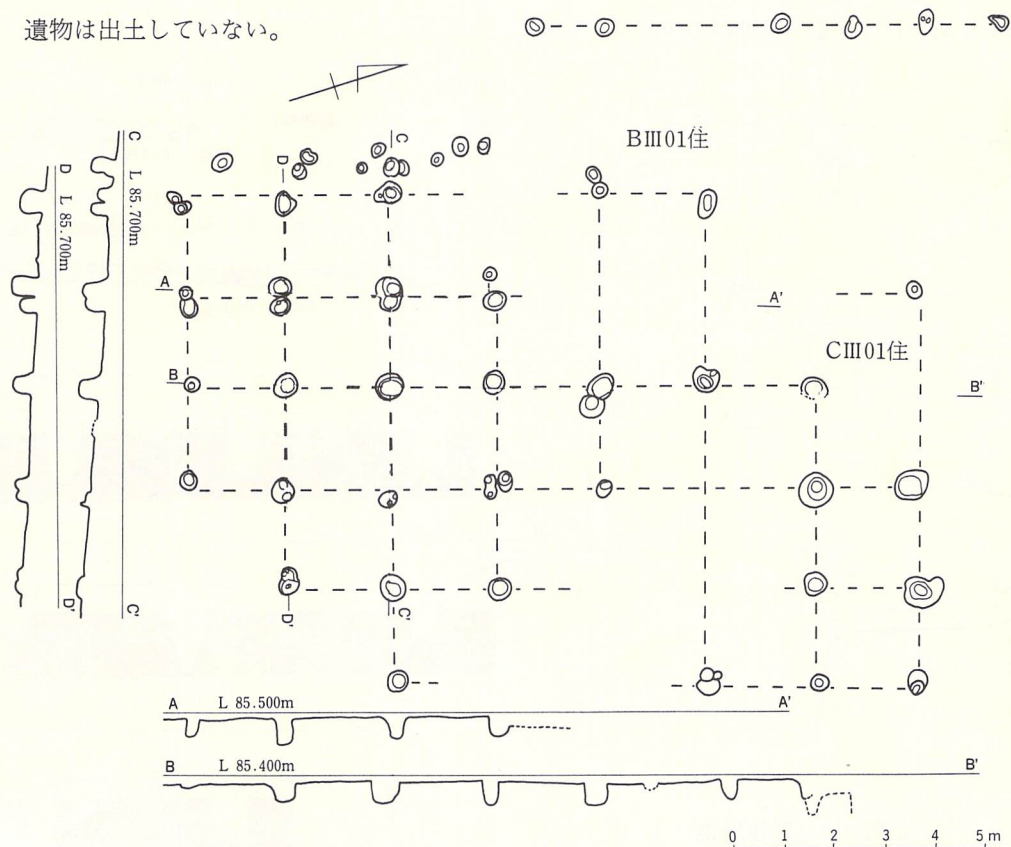 遺物は出土していない。
C L 85.700m C'
D L 85.700m D'
D
C
BⅢ01住
A
A'
CⅢ01住
B
B'
D'
C'
A L 85.500m A'
B L 85.400m B'
0 1 2 3 4 5m